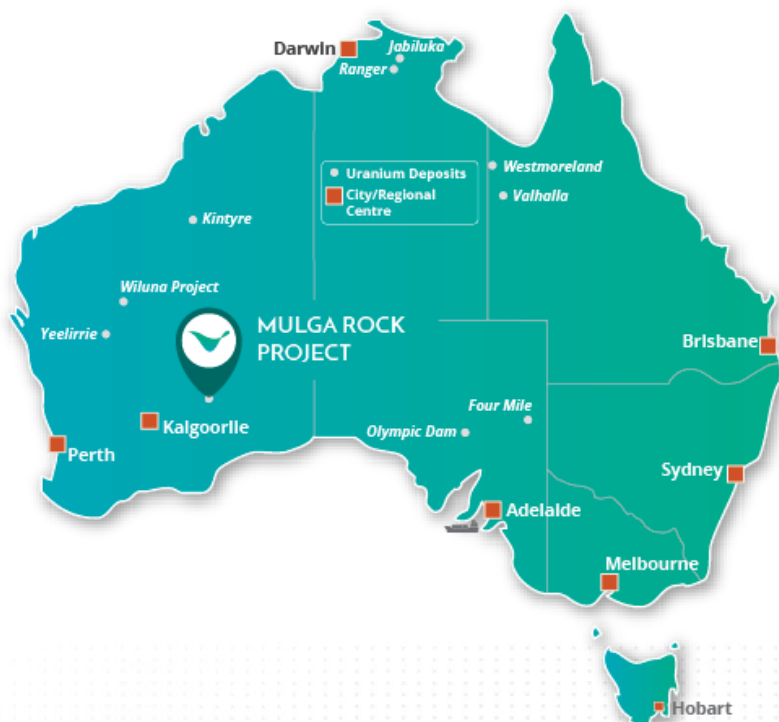 Darwin
Jabiluka
Ranger
Uranium Deposits
City/Regional
Centre
Westmoreland
Valhalla
Kintyre
Wiluna Project
Yeelirrie
MULGA ROCK
PROJECT
Brisbane
Kalgoorlie
Perth
Four Mile
Olympic Dam
Sydney
Adelaide
Melbourne
Hobart